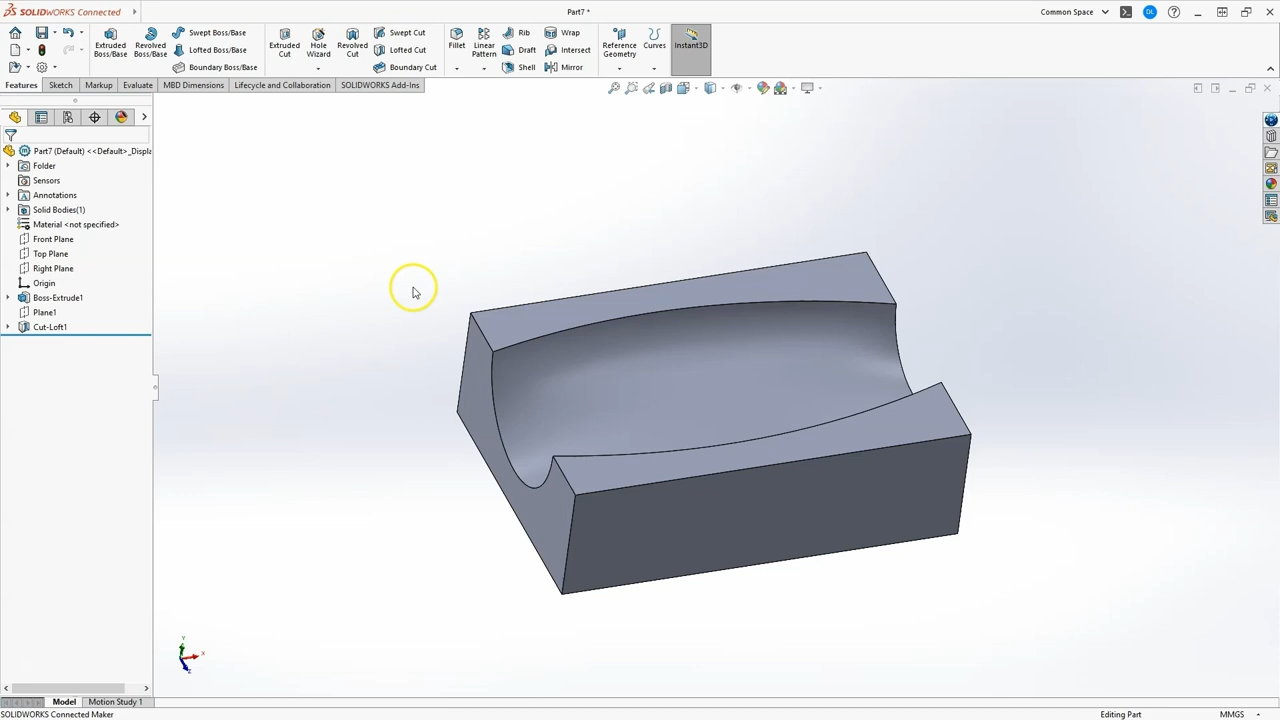 SOLIDWORKS Connected
Part7 *
Common Space
DL
Extruded Boss/Base
Revolved Boss/Base
Swept Boss/Base
Lofted Boss/Base
Boundary Boss/Base
Extruded Cut
Hole Wizard
Revolved Cut
Swept Cut
Lofted Cut
Boundary Cut
Fillet
Linear Pattern
Rib
Draft
Shell
Wrap
Intersect
Mirror
Reference Geometry
Curves
Instant3D
Features
Sketch
Markup
Evaluate
MBD Dimensions
Lifecycle and Collaboration
SOLIDWORKS Add-Ins
Part7 (Default) <<Default>_Displa
Folder
Sensors
Annotations
Solid Bodies(1)
Material <not specified>
Front Plane
Top Plane
Right Plane
Origin
Boss-Extrude1
Plane1
Cut-Loft1
Y
X
Z
Model
Motion Study 1
SOLIDWORKS Connected Maker
Editing Part
MMGS